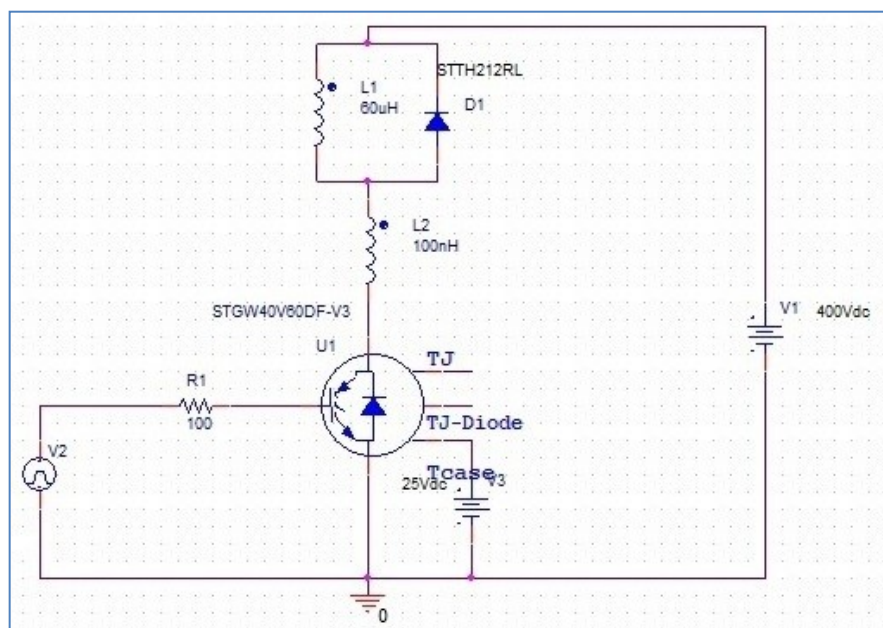 STTH212RL
L1
60uH
D1
L2
100nH
STGW40V60DF-V3
V1
400Vdc
U1
TJ
R1
100
TJ-Diode
V2
Tcase
25Vdc
V3
0